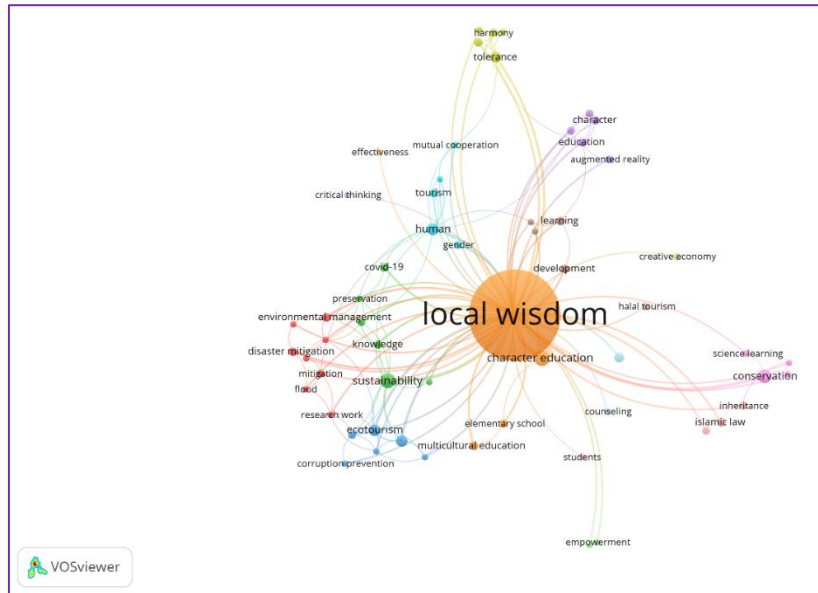 harmony
tolerance
character
effectiveness
mutual cooperation
education
augmented reality
critical thinking
tourism
learning
human
gender
creative economy
covid-19
development
preservation
halal tourism
environmental management
local wisdom
disaster mitigation
knowledge
science learning
character education
mitigation
sustainability
conservation
flood
inheritance
research work
counseling
islamic law
elementary school
ecotourism
multicultural education
students
corruption prevention
empowerment
VOSviewer